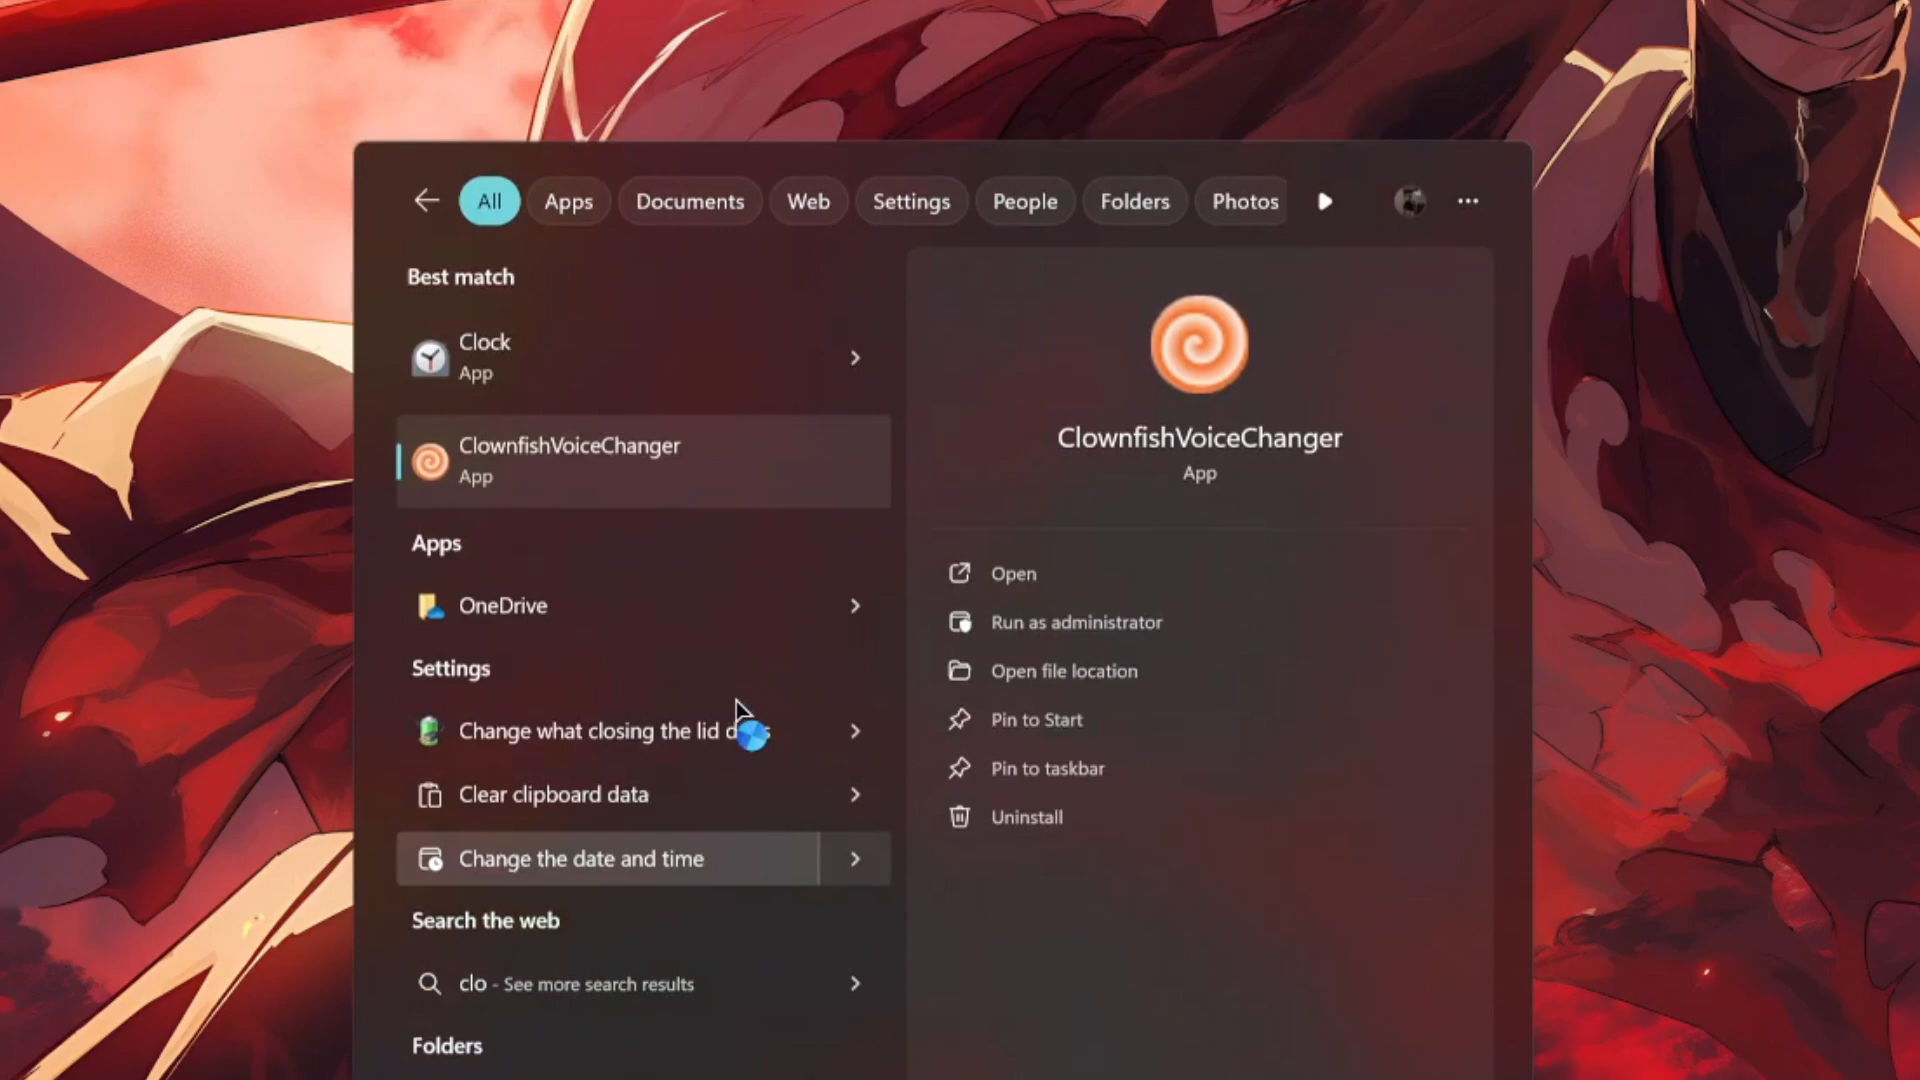 All Apps Documents Web Settings People Folders Photos
Best match
Clock
App
ClownfishVoiceChanger
App
Apps
OneDrive
Settings
Change what closing the lid
Clear clipboard data
Change the date and time
Search the web
clo - See more search results
Folders
ClownfishVoiceChanger
App
Open
Run as administrator
Open file location
Pin to Start
Pin to taskbar
Uninstall